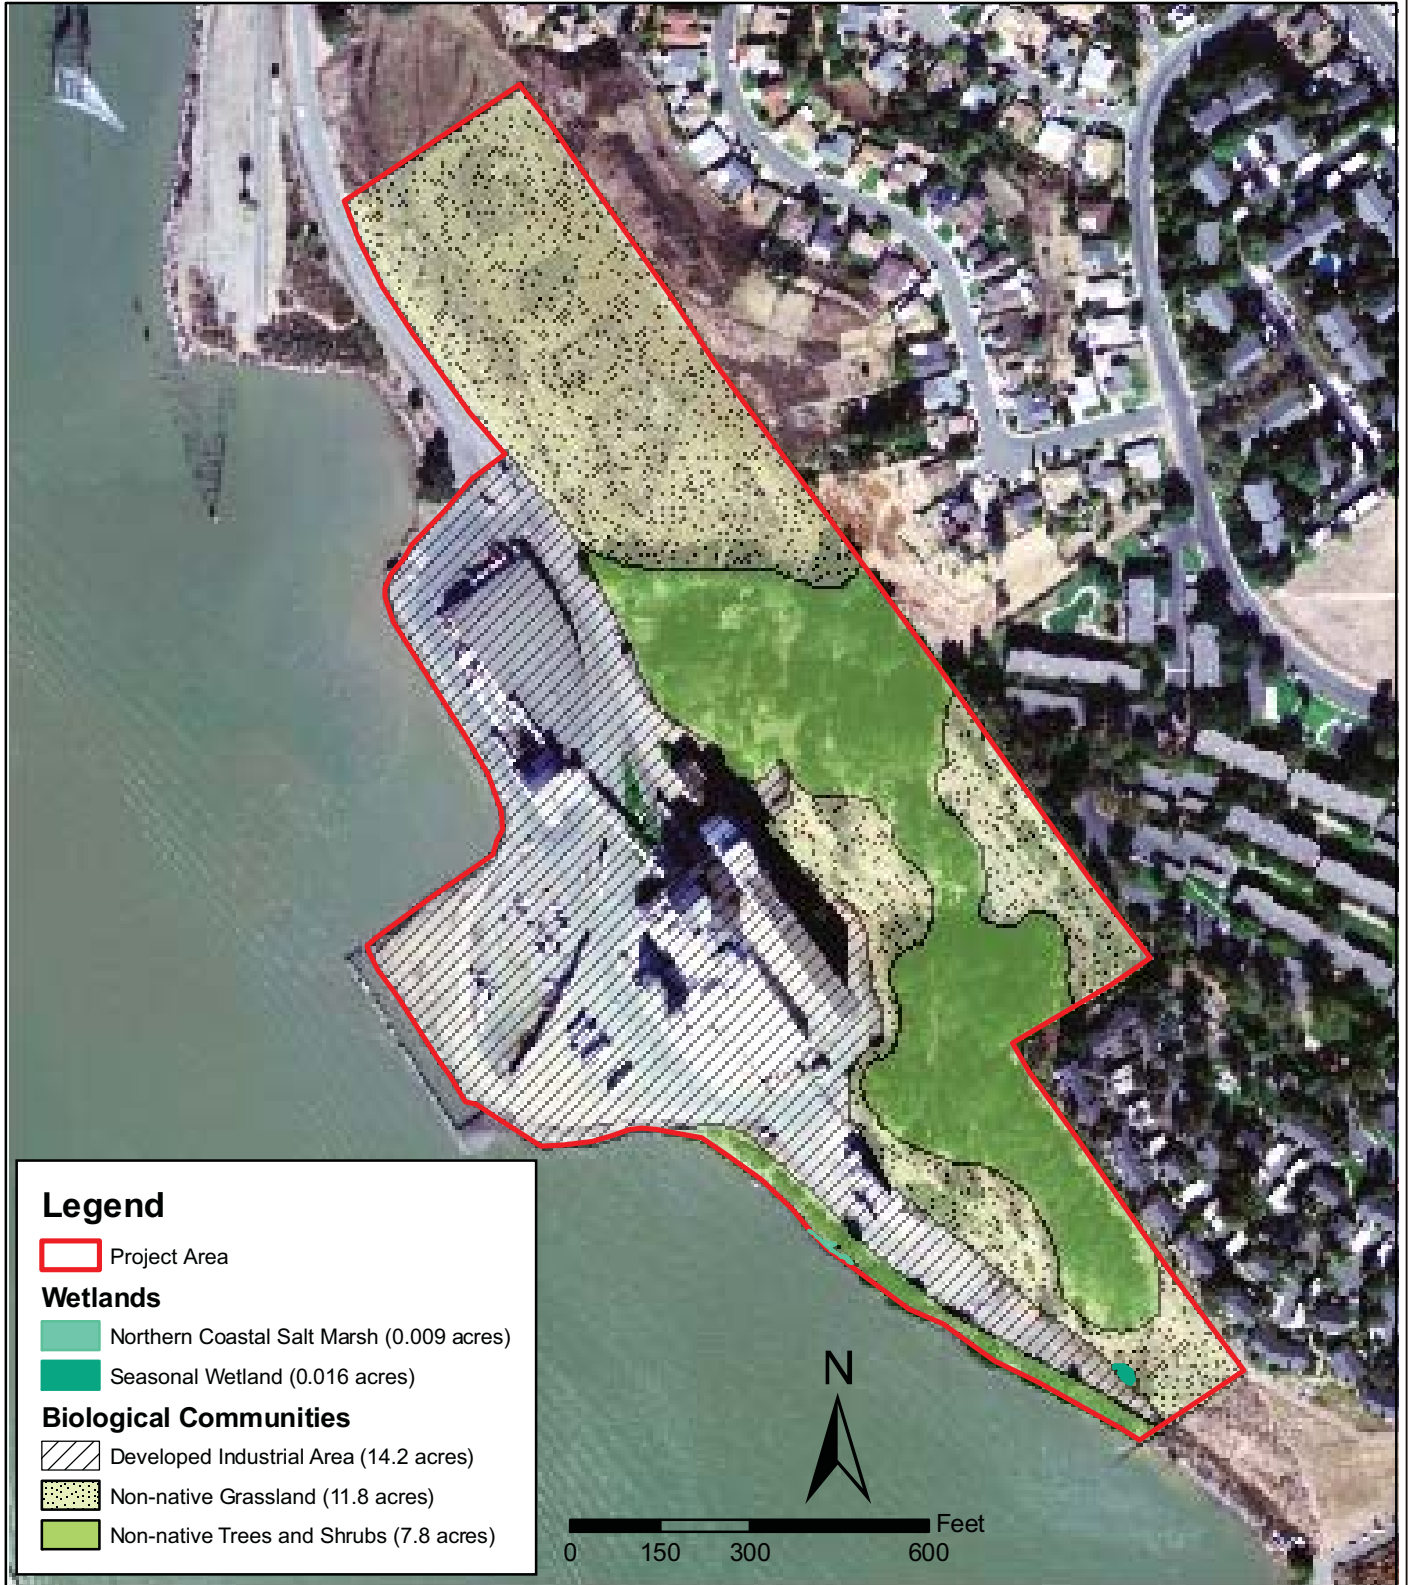 Legend
Project Area
Wetlands
Northern Coastal Salt Marsh (0.009 acres)
Seasonal Wetland (0.016 acres)
Biological Communities
Developed Industrial Area (14.2 acres)
Non-native Grassland (11.8 acres)
Non-native Trees and Shrubs (7.8 acres)
N
Feet
0 150 300 600